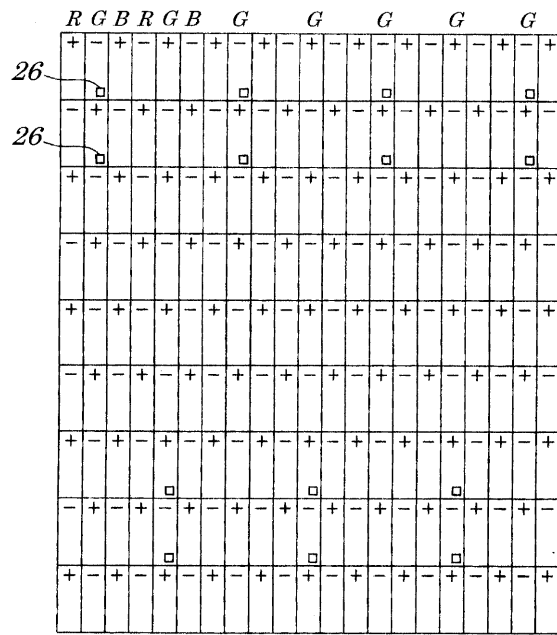 R G B R G B G G G G G
+ − + − + − + − + − + − + − + − + − + − +
26
− + − + − + − + − + − + − + − + − + − + −
26
+ − + − + − + − + − + − + − + − + − + − +
− + − + − + − + − + − + − + − + − + − + −
+ − + − + − + − + − + − + − + − + − + − +
− + − + − + − + − + − + − + − + − + − + −
+ − + − + − + − + − + − + − + − + − + − +
− + − + − + − + − + − + − + − + − + − + −
+ − + − + − + − + − + − + − + − + − + − +